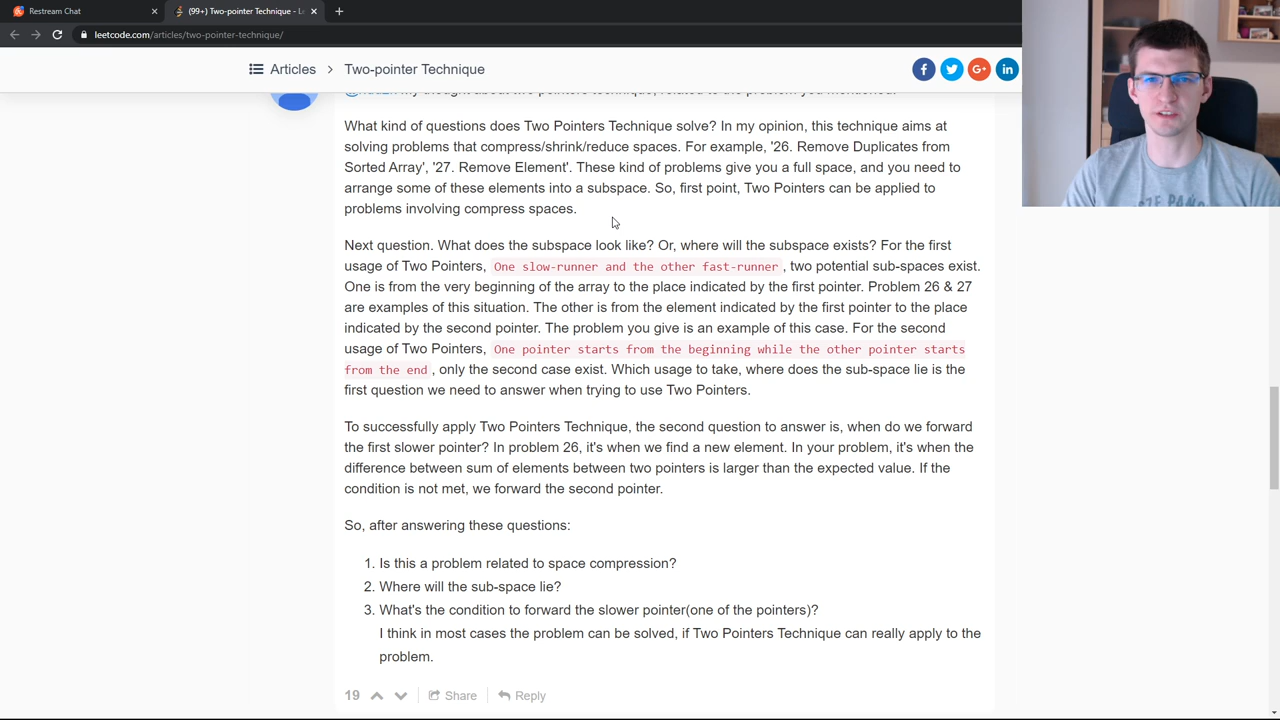 Restream Chat
(99+) Two-pointer Technique - Le
leetcode.com/articles/two-pointer-technique/
Articles > Two-pointer Technique
my thought about two pointers technique, related to the problem you mentioned.
What kind of questions does Two Pointers Technique solve? In my opinion, this technique aims at
solving problems that compress/shrink/reduce spaces. For example, '26. Remove Duplicates from
Sorted Array', '27. Remove Element'. These kind of problems give you a full space, and you need to
arrange some of these elements into a subspace. So, first point, Two Pointers can be applied to
problems involving compress spaces.
Next question. What does the subspace look like? Or, where will the subspace exists? For the first
usage of Two Pointers, One slow-runner and the other fast-runner, two potential sub-spaces exist.
One is from the very beginning of the array to the place indicated by the first pointer. Problem 26 & 27
are examples of this situation. The other is from the element indicated by the first pointer to the place
indicated by the second pointer. The problem you give is an example of this case. For the second
usage of Two Pointers, One pointer starts from the beginning while the other pointer starts
from the end, only the second case exist. Which usage to take, where does the sub-space lie is the
first question we need to answer when trying to use Two Pointers.
To successfully apply Two Pointers Technique, the second question to answer is, when do we forward
the first slower pointer? In problem 26, it's when we find a new element. In your problem, it's when the
difference between sum of elements between two pointers is larger than the expected value. If the
condition is not met, we forward the second pointer.
So, after answering these questions:
1. Is this a problem related to space compression?
2. Where will the sub-space lie?
3. What's the condition to forward the slower pointer(one of the pointers)?
I think in most cases the problem can be solved, if Two Pointers Technique can really apply to the
problem.
19 Share Reply